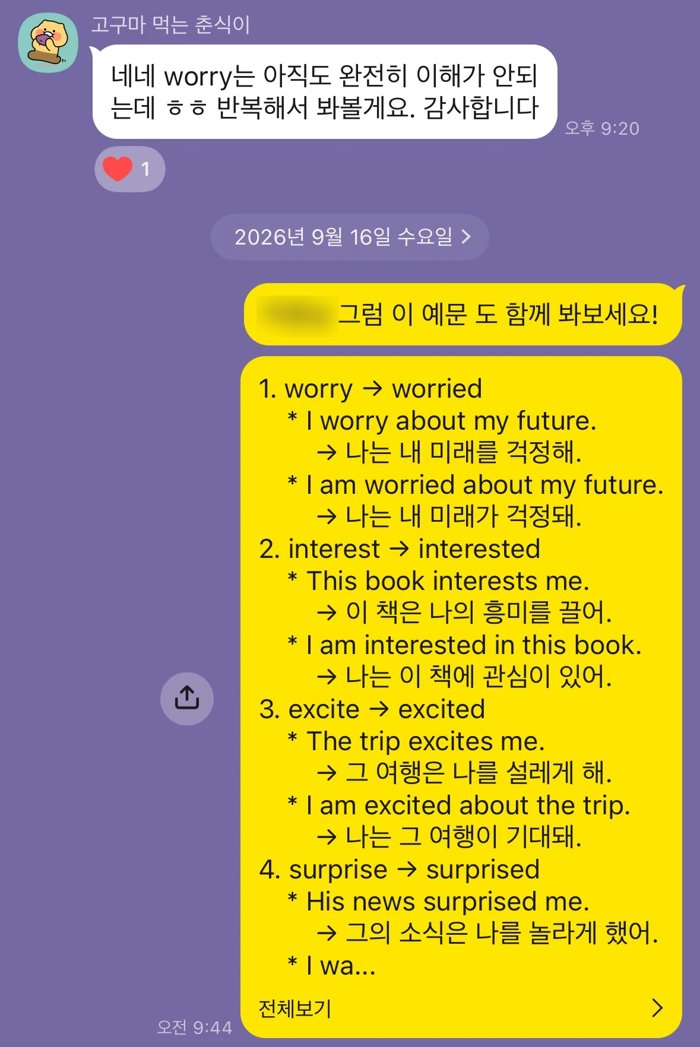 고구마 먹는 춘식이
네네 worry는 아직도 완전히 이해가 안되
는데 ㅎㅎ 반복해서 봐볼게요. 감사합니다
오후 9:20
1
2026년 9월 16일 수요일 >
그럼 이 예문 도 함께 봐보세요!
1. worry → worried
* I worry about my future.
→ 나는 내 미래를 걱정해.
* I am worried about my future.
→ 나는 내 미래가 걱정돼.
2. interest → interested
* This book interests me.
→ 이 책은 나의 흥미를 끌어.
* I am interested in this book.
→ 나는 이 책에 관심이 있어.
3. excite → excited
* The trip excites me.
→ 그 여행은 나를 설레게 해.
* I am excited about the trip.
→ 나는 그 여행이 기대돼.
4. surprise → surprised
* His news surprised me.
→ 그의 소식은 나를 놀라게 했어.
* I wa...
전체보기 >
오전 9:44